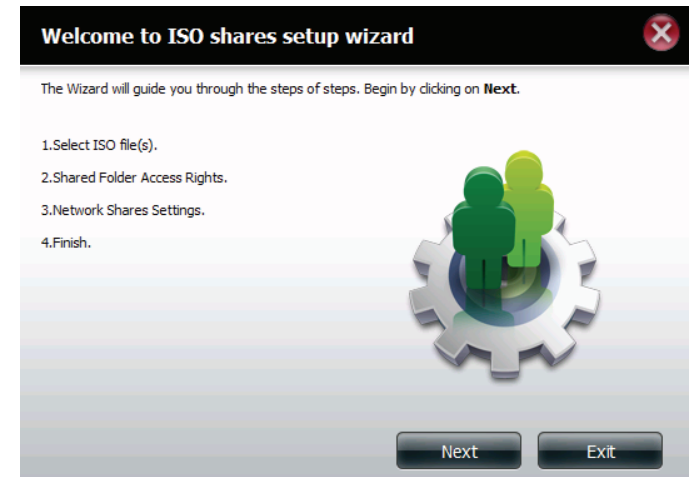 Welcome to ISO shares setup wizard
The Wizard will guide you through the steps of steps. Begin by clicking on Next.
1.Select ISO file(s).
2.Shared Folder Access Rights.
3.Network Shares Settings.
4.Finish.
Next Exit